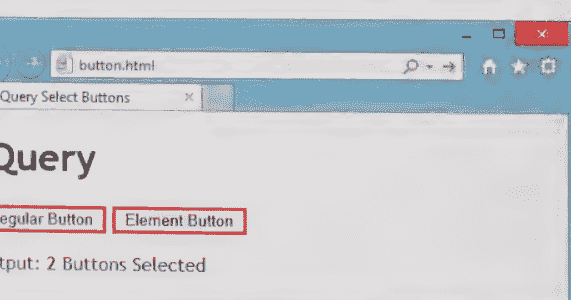 button.html
Query Select Buttons
Query
egular Button
Element Button
tput: 2 Buttons Selected